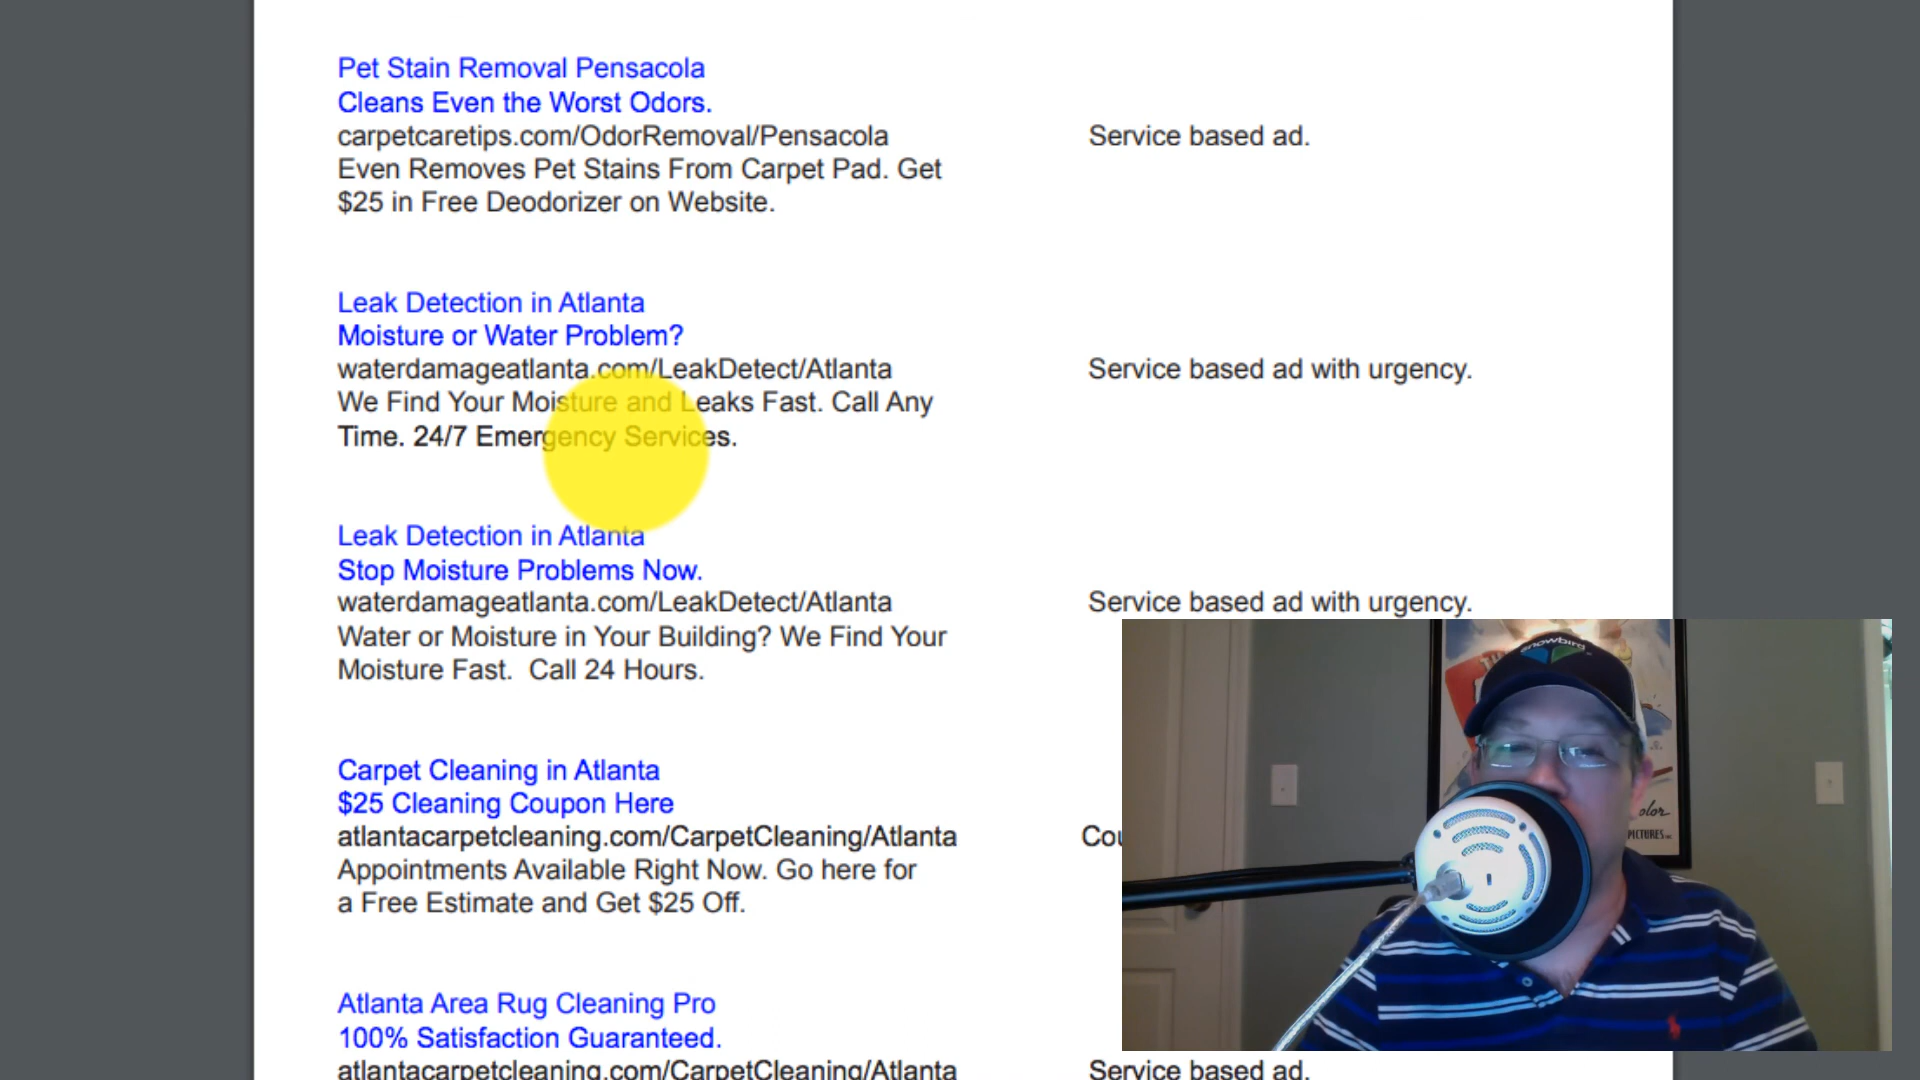 Pet Stain Removal Pensacola
Cleans Even the Worst Odors.
carpetcaretips.com/OdorRemoval/Pensacola
Service based ad.
Even Removes Pet Stains From Carpet Pad. Get
$25 in Free Deodorizer on Website.
Leak Detection in Atlanta
Moisture or Water Problem?
waterdamageatlanta.com/LeakDetect/Atlanta
Service based ad with urgency.
We Find Your Moisture and Leaks Fast. Call Any
Time. 24/7 Emergency Services.
Leak Detection in Atlanta
Stop Moisture Problems Now.
waterdamageatlanta.com/LeakDetect/Atlanta
Service based ad with urgency.
Water or Moisture in Your Building? We Find Your
Moisture Fast.  Call 24 Hours.
Carpet Cleaning in Atlanta
$25 Cleaning Coupon Here
atlantacarpetcleaning.com/CarpetCleaning/Atlanta
Appointments Available Right Now. Go here for
a Free Estimate and Get $25 Off.
Atlanta Area Rug Cleaning Pro
100% Satisfaction Guaranteed.
atlantacarpetcleaning.com/CarpetCleaning/Atlanta
Service based ad.
snowbird
olor
PICTURES